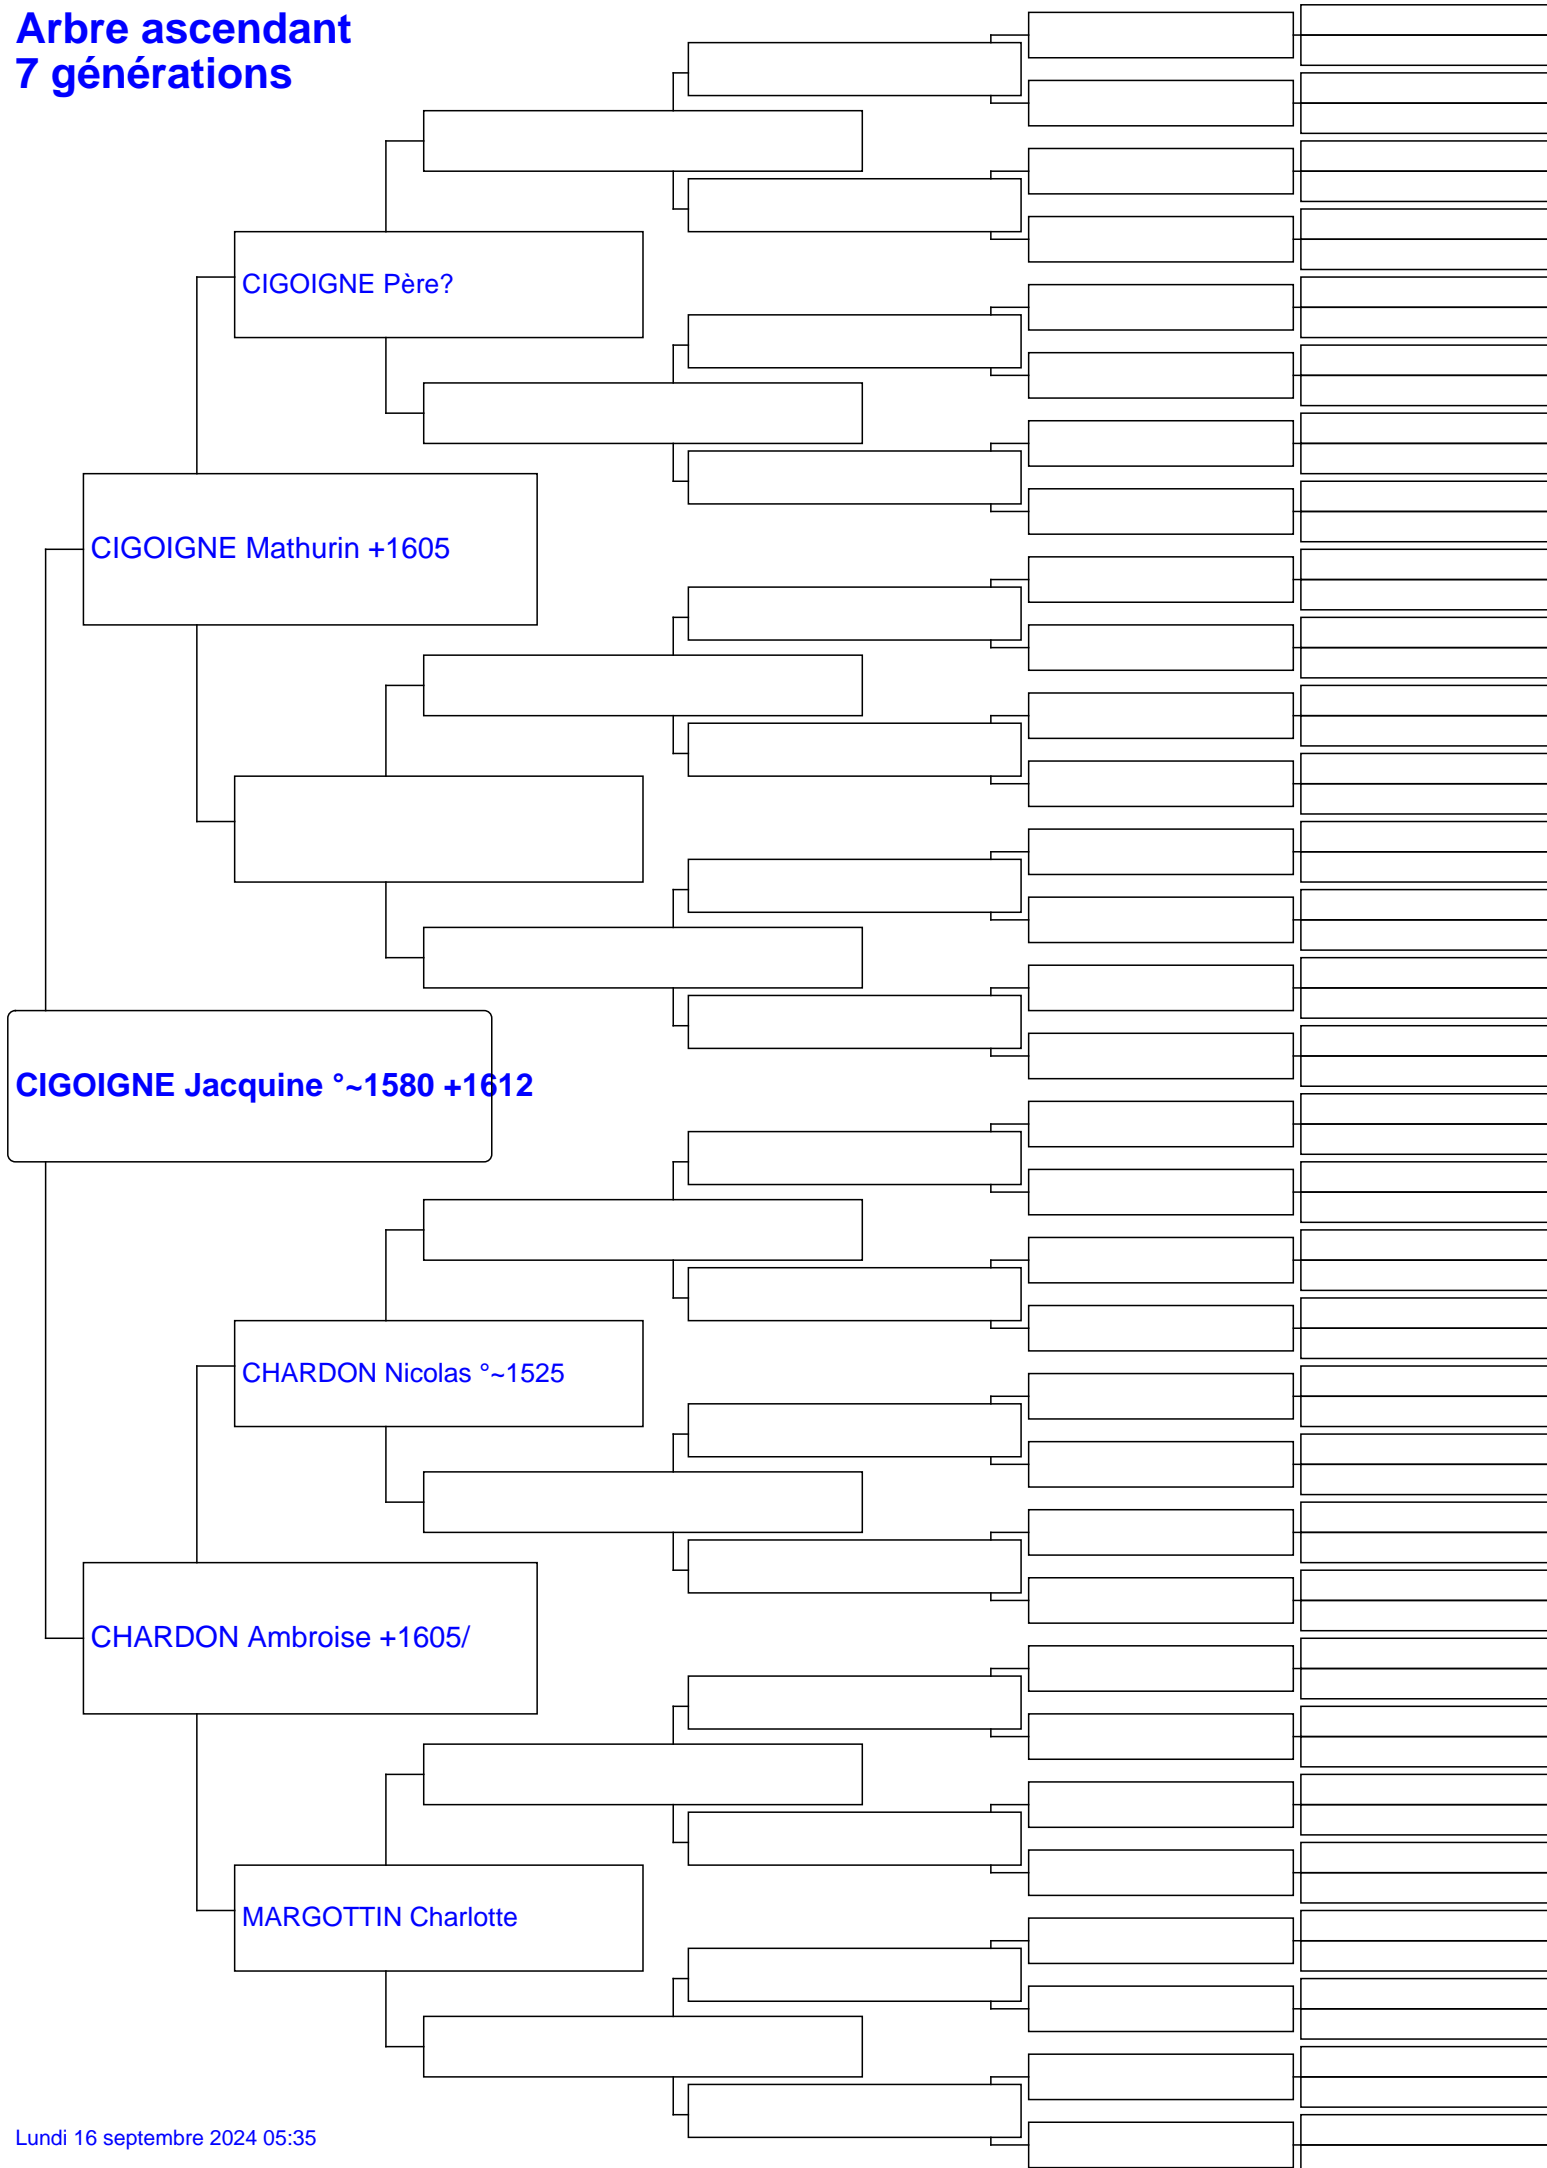 Arbre ascendant
7 générations
CIGOIGNE Père?
CIGOIGNE Mathurin +1605
CIGOIGNE Jacquine °~1580 +1612
CHARDON Nicolas °~1525
CHARDON Ambroise +1605/
MARGOTTIN Charlotte
Lundi 16 septembre 2024 05:35